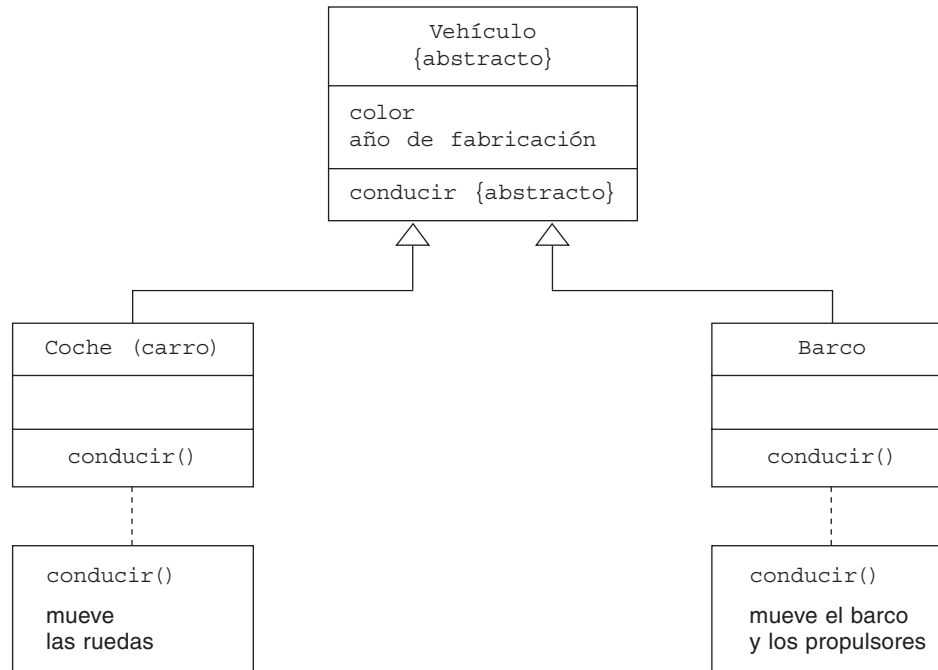 Vehículo
{abstracto}
color
año de fabricación
conducir {abstracto}
Coche (carro)
conducir()
conducir()
mueve
las ruedas
Barco
conducir()
conducir()
mueve el barco
y los propulsores